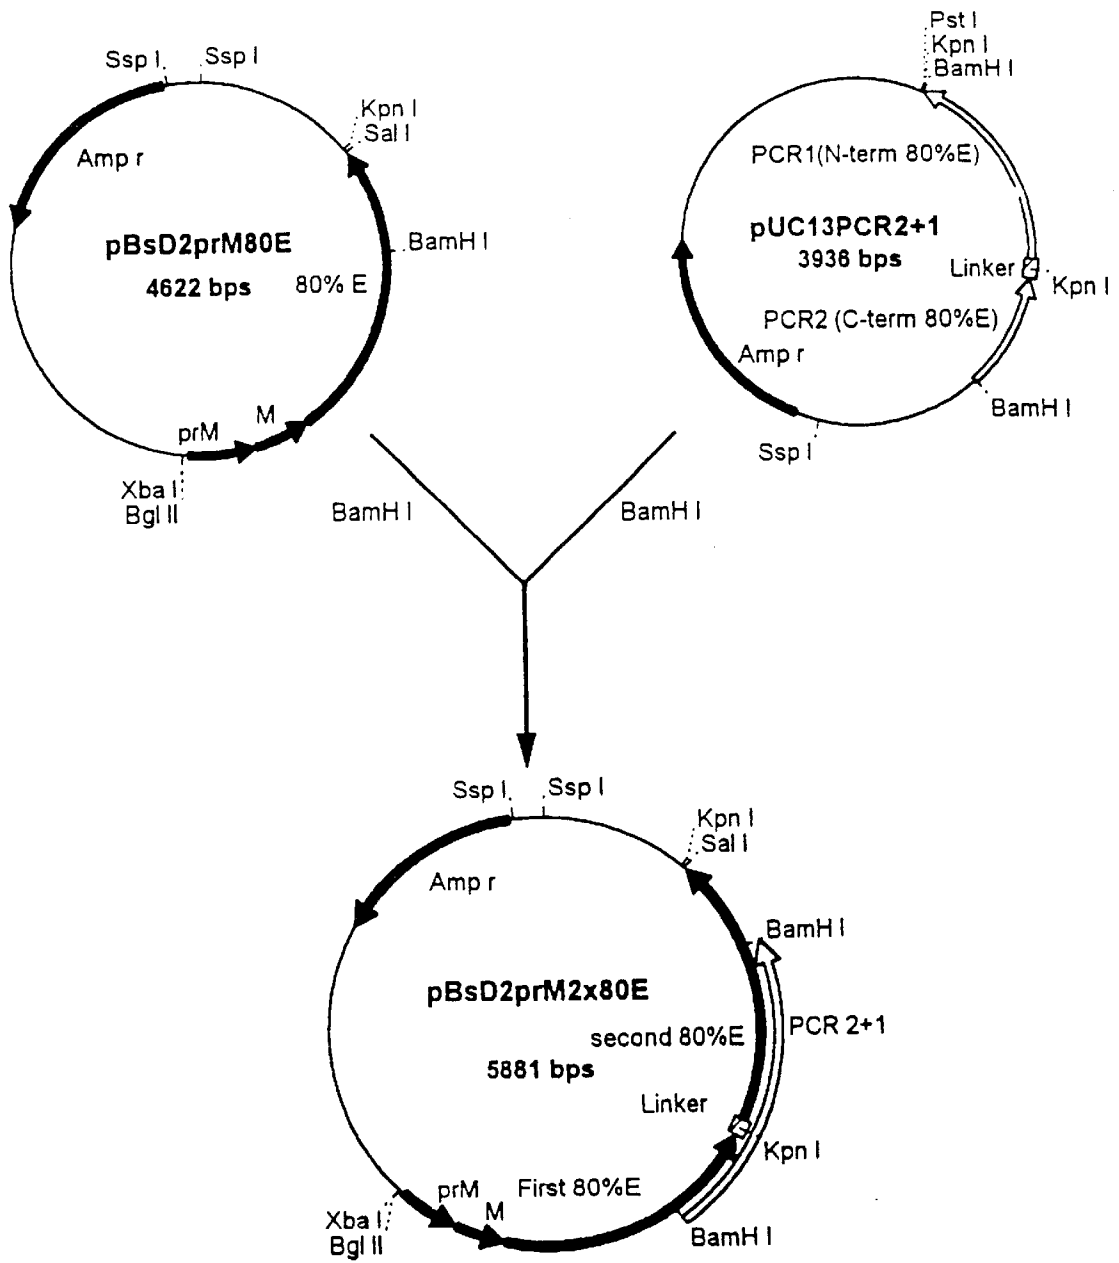 Ssp I
Ssp I
Kpn I
Sal I
Amp r
pBsD2prM80E
4622 bps
80% E
BamH I
M
prM
Xba I
Bgl II
Pst I
Kpn I
BamH I
PCR1(N-term 80%E)
pUC13PCR2+1
3936 bps
Linker
Kpn I
PCR2 (C-term 80%E)
Amp r
BamH I
Ssp I
BamH I
BamH I
Ssp I
Ssp I
Kpn I
Sal I
Amp r
BamH I
pBsD2prM2x80E
PCR 2+1
second 80%E
5881 bps
Linker
Kpn I
First 80%E
prM
M
Xba I
Bgl II
BamH I